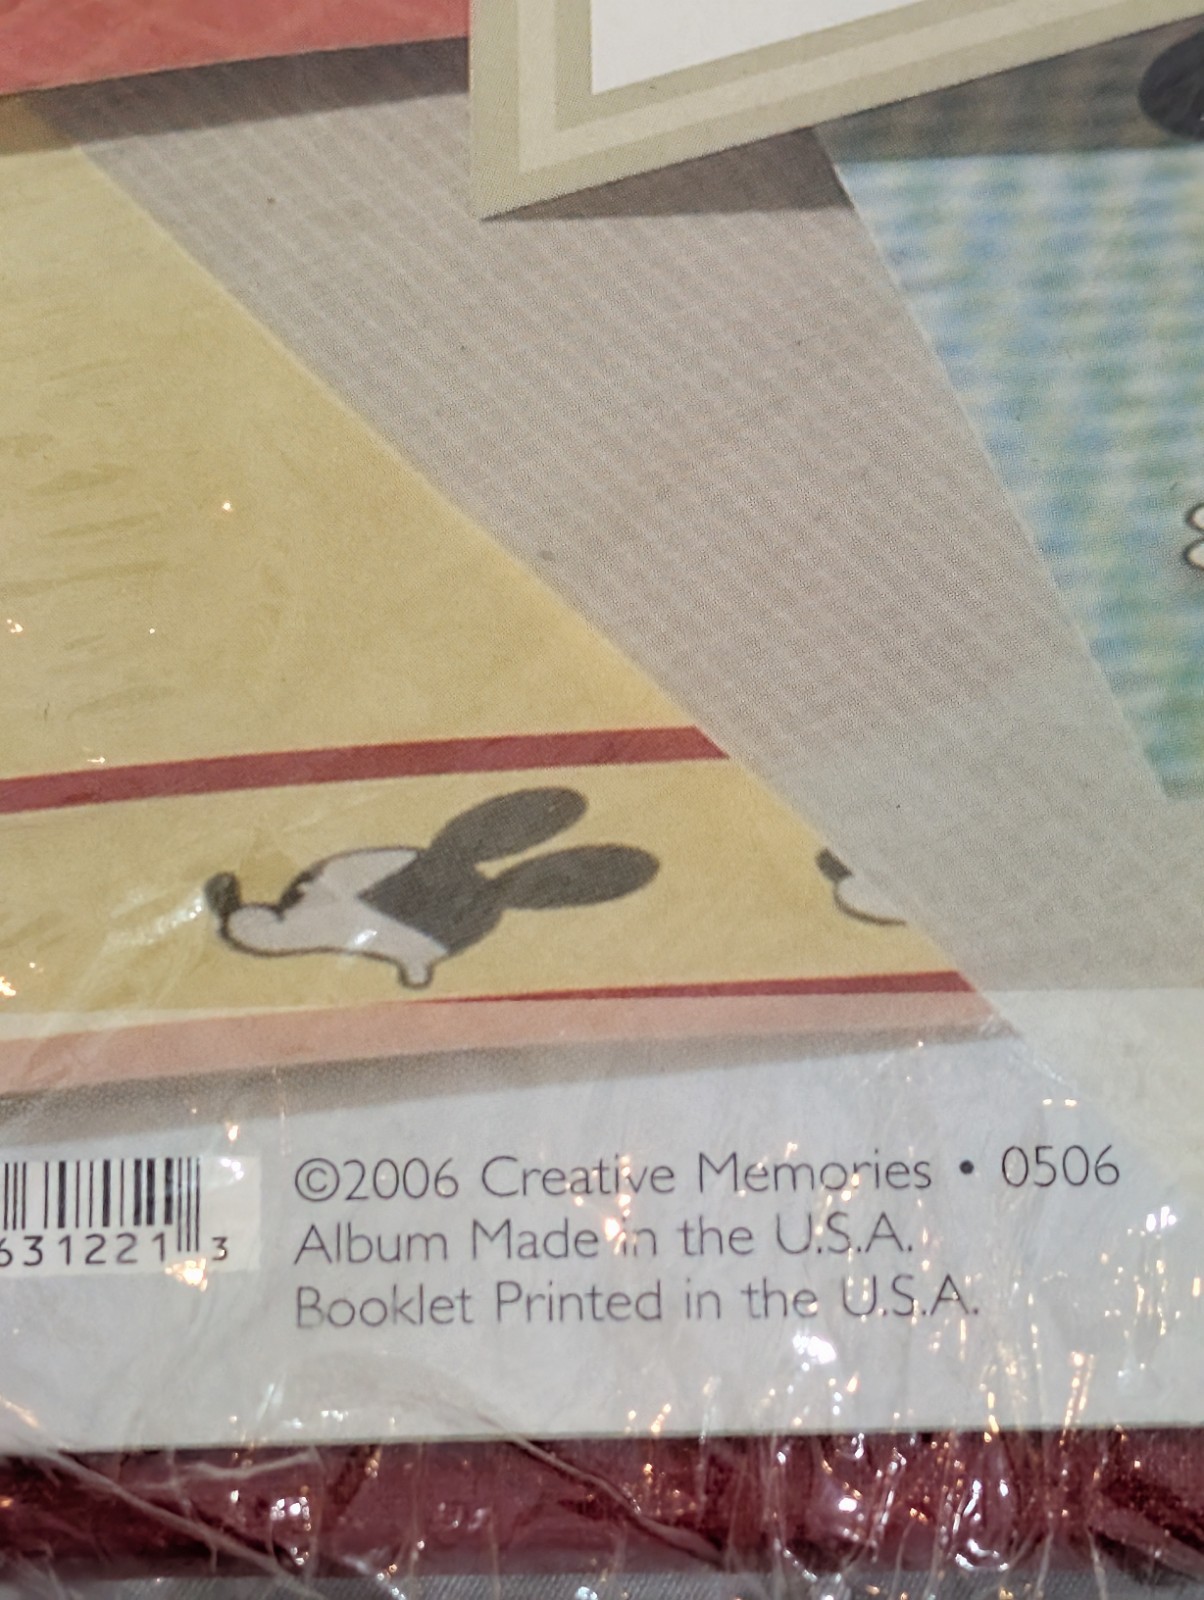 ©2006 Creative Memories • 0506
Album Made in the U.S.A.
Booklet Printed in the U.S.A.
631221 3